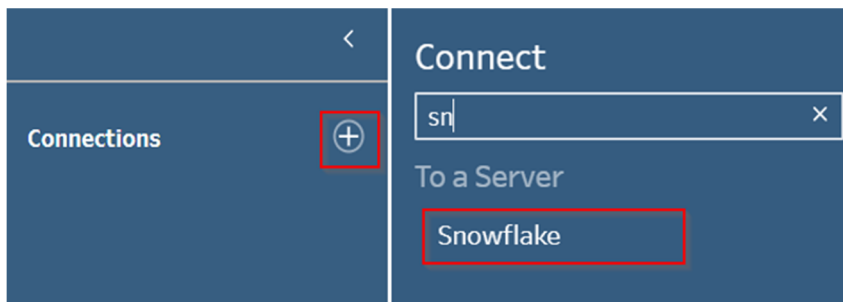 Connections
Connect
sn
To a Server
Snowflake